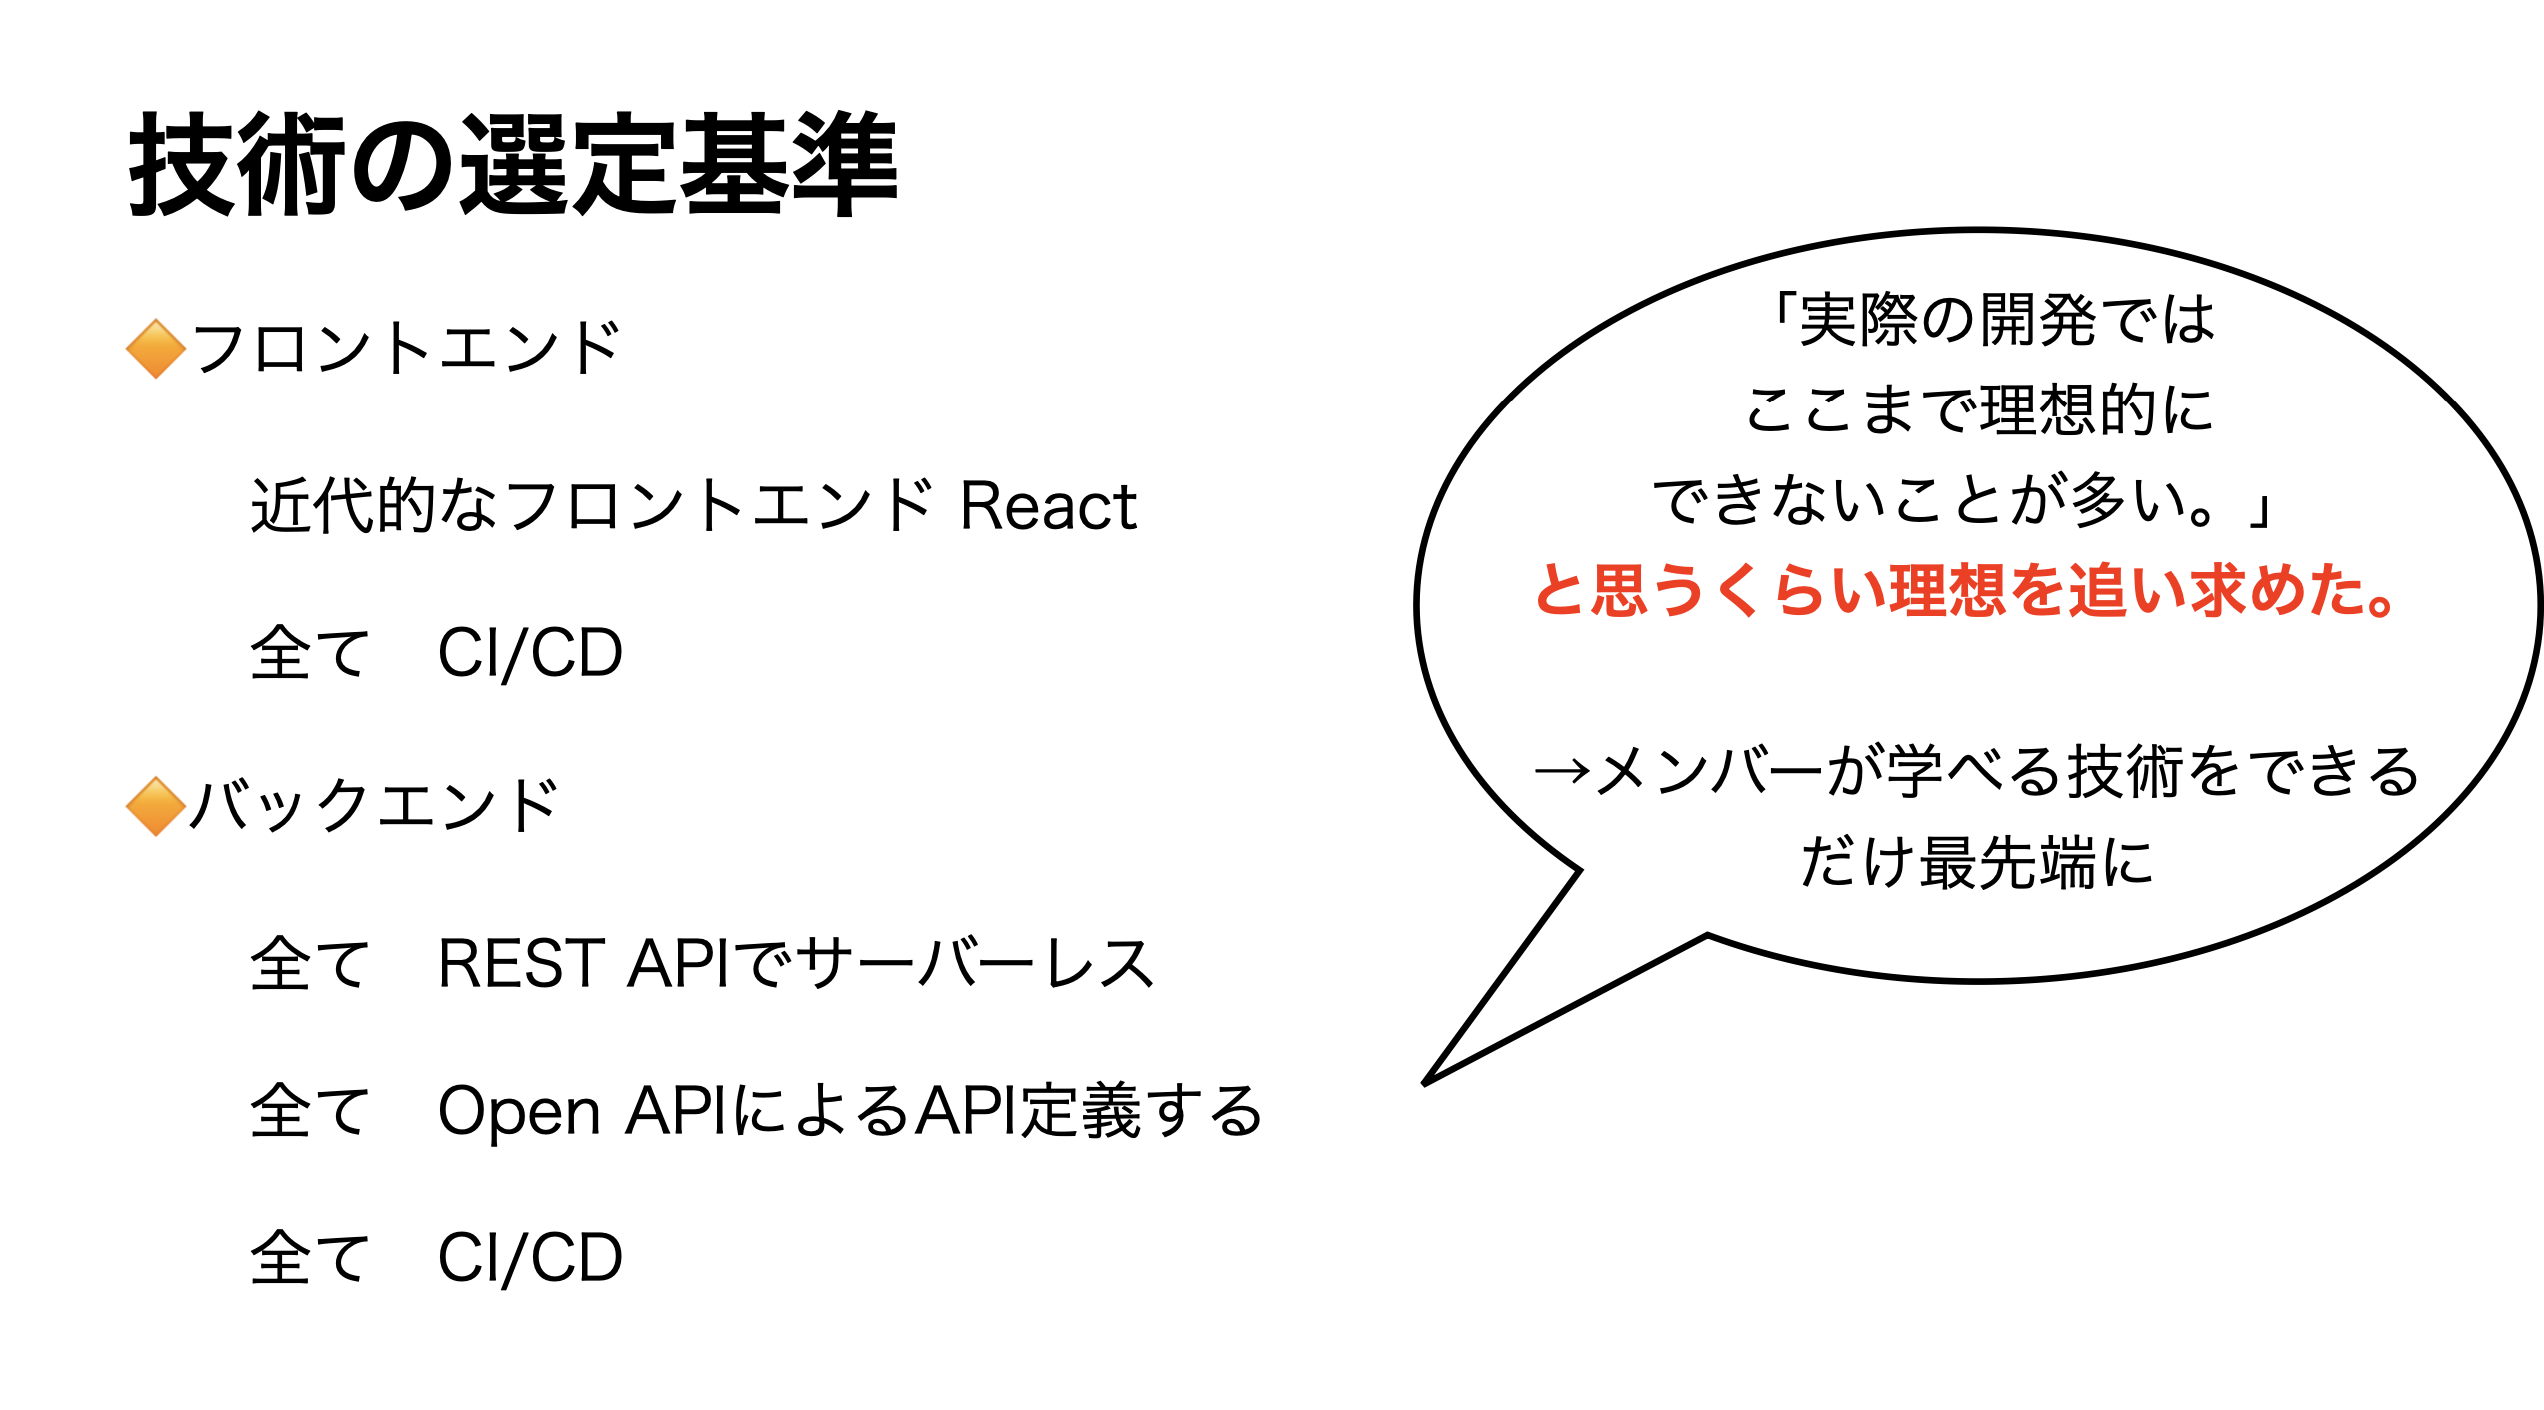 技術の選定基準
🔶フロントエンド
近代的なフロントエンド React
全て　CI/CD
🔶バックエンド
全て　REST APIでサーバーレス
全て　Open APIによるAPI定義する
全て　CI/CD
「実際の開発では
ここまで理想的に
できないことが多い。」
と思うくらい理想を追い求めた。
→メンバーが学べる技術をできる
だけ最先端に